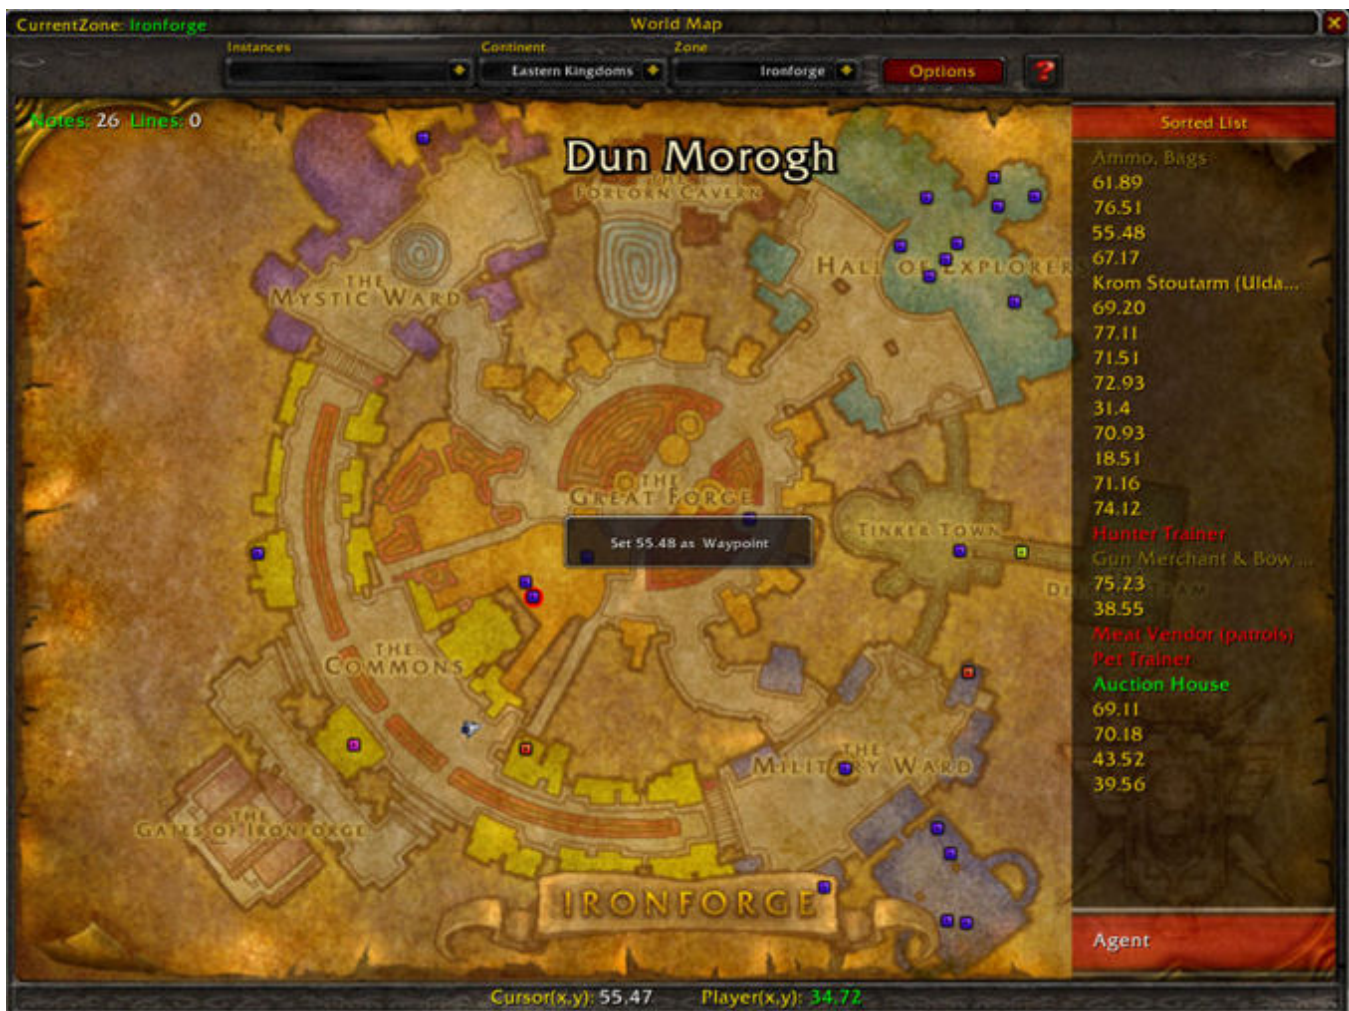 CurrentZone: Ironforge
World Map
Instances
Continent
Zone
Eastern Kingdoms
Ironforge
Options
?
Notes: 26 Lines: 0
Sorted List
Dun Morogh
FORLORN CAVERN
THE
MYSTIC WARD
HALL OF EXPLORERS
THE
GREAT FORGE
TINKER TOWN
Set 55.48 as Waypoint
THE
COMMONS
THE
MILITARY WARD
THE
GATES OF IRONFORGE
IRONFORGE
Ammo, Bags
61.89
76.51
55.48
67.17
Krom Stoutarm (Ulda...
69.20
77.11
71.51
72.93
31.4
70.93
18.51
71.16
74.12
Hunter Trainer
Gun Merchant & Bow ...
75.23
38.55
Meat Vendor (patrols)
Pet Trainer
Auction House
69.11
70.18
43.52
39.56
Agent
Cursor(x,y): 55,47 Player(x,y): 34,72